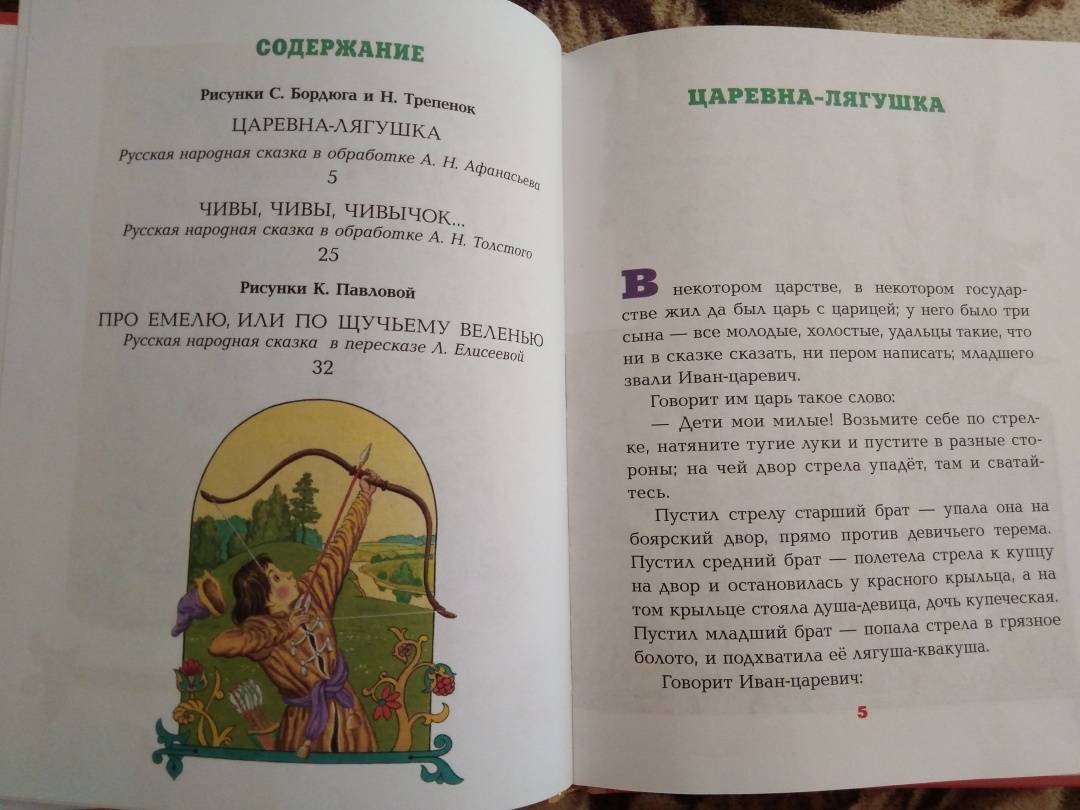 СОДЕРЖАНИЕ
Рисунки С. Бордюга и Н. Трепенок
ЦАРЕВНА-ЛЯГУШКА
Русская народная сказка в обработке А. Н. Афанасьева
5
ЧИВЫ, ЧИВЫ, ЧИВЫЧОК...
Русская народная сказка в обработке А. Н. Толстого
25
Рисунки К. Павловой
ПРО ЕМЕЛЮ, ИЛИ ПО ЩУЧЬЕМУ ВЕЛЕНЬЮ
Русская народная сказка в пересказе Л. Елисеевой
32
ЦАРЕВНА-ЛЯГУШКА
В некотором царстве, в некотором государ-
стве жил да был царь с царицей; у него было три
сына — все молодые, холостые, удальцы такие, что
ни в сказке сказать, ни пером написать; младшего
звали Иван-царевич.
Говорит им царь такое слово:
— Дети мои милые! Возьмите себе по стрел-
ке, натяните тугие луки и пустите в разные сто-
роны; на чей двор стрела упадёт, там и сватай-
тесь.
Пустил стрелу старший брат — упала она на
боярский двор, прямо против девичьего терема.
Пустил средний брат — полетела стрела к купцу
на двор и остановилась у красного крыльца, а на
том крыльце стояла душа-девица, дочь купеческая.
Пустил младший брат — попала стрела в грязное
болото, и подхватила её лягуша-квакуша.
Говорит Иван-царевич:
5